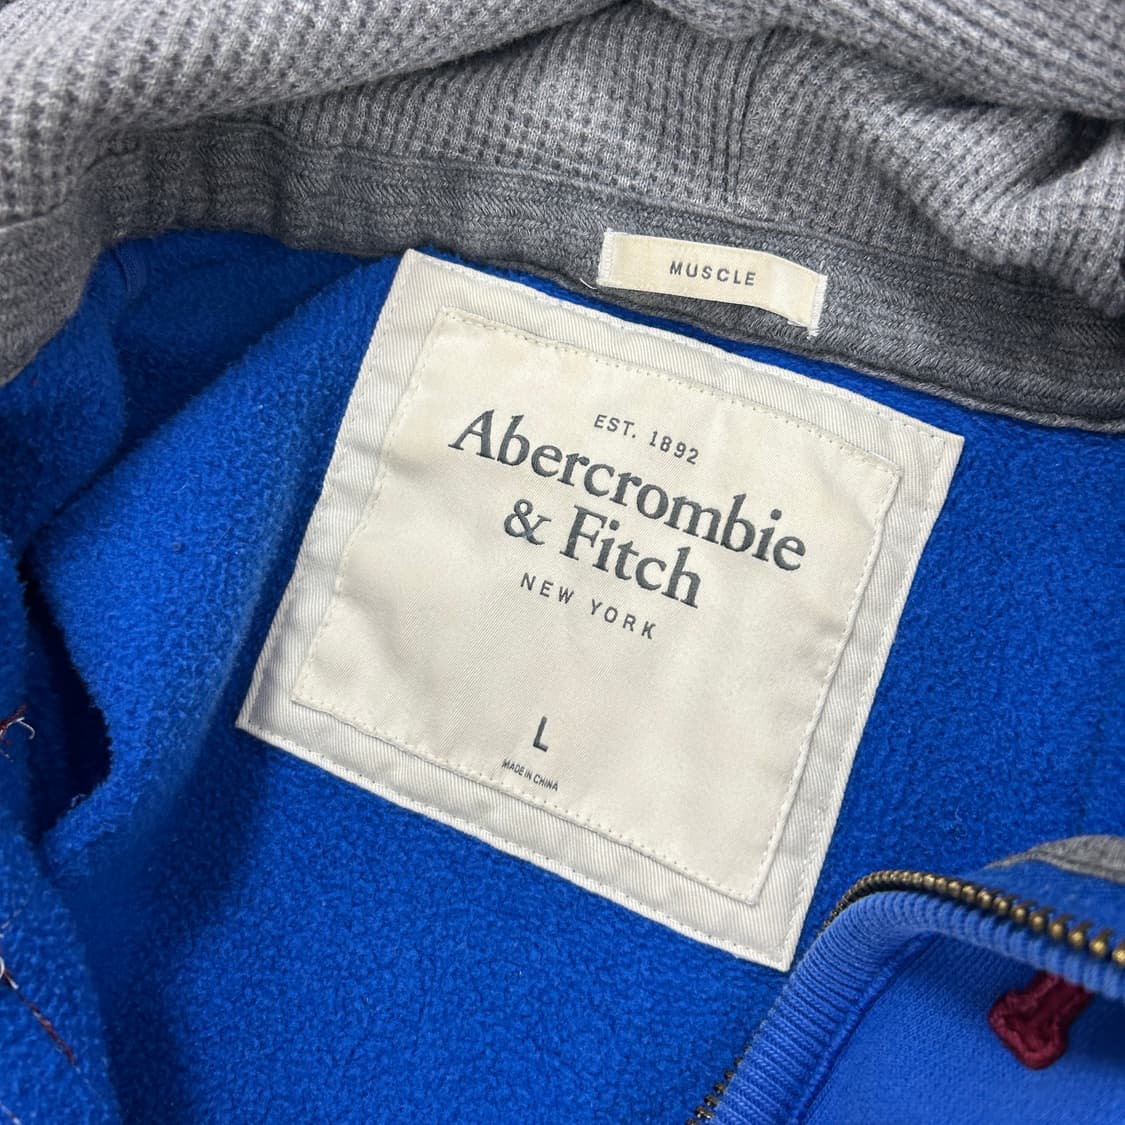 MUSCLE
EST. 1892
Abercrombie
& Fitch
NEW YORK
L
MADE IN CHINA